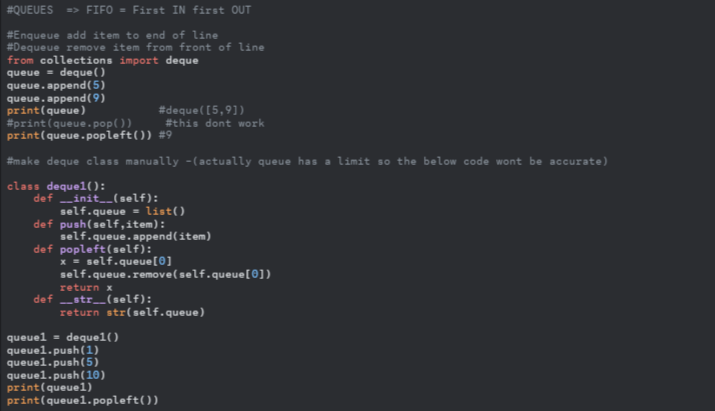 #QUEUES  => FIFO = First IN first OUT

#Enqueue add item to end of line
#Dequeue remove item from front of line
from collections import deque
queue = deque()
queue.append(5)
queue.append(9)
print(queue)           #deque([5,9])
#print(queue.pop())     #this dont work
print(queue.popleft()) #9

#make deque class manually -(actually queue has a limit so the below code wont be accurate)

class deque1():
    def __init__(self):
        self.queue = list()
    def push(self,item):
        self.queue.append(item)
    def popleft(self):
        x = self.queue[0]
        self.queue.remove(self.queue[0])
        return x
    def __str__(self):
        return str(self.queue)

queue1 = deque1()
queue1.push(1)
queue1.push(5)
queue1.push(10)
print(queue1)
print(queue1.popleft())